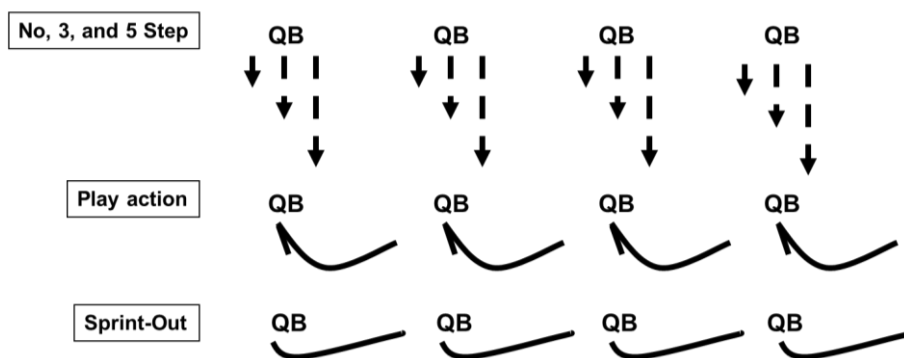 No, 3, and 5 Step QB QB QB QB
Play action QB QB QB QB
Sprint-Out QB QB QB QB